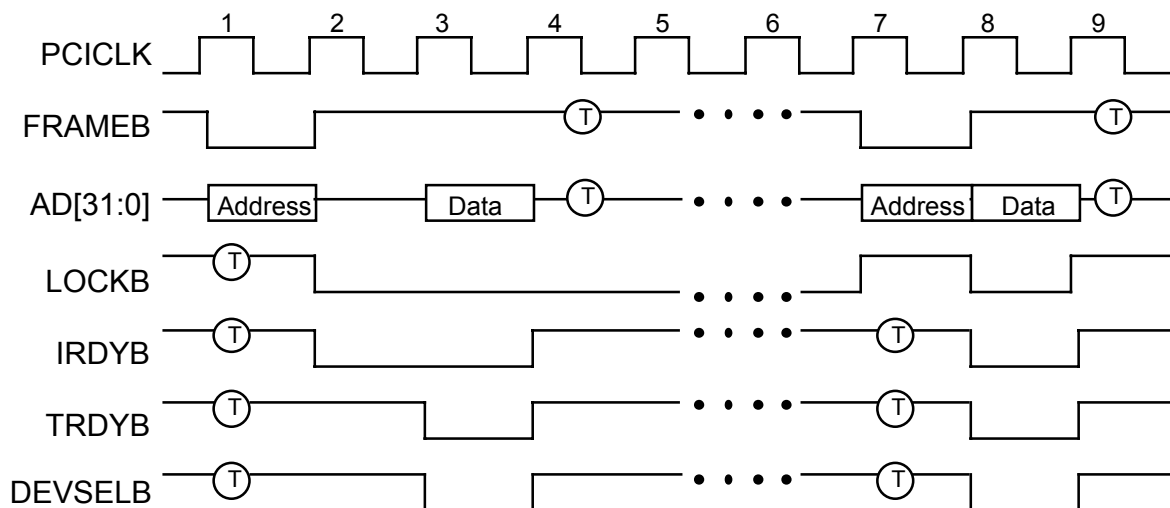 1 2 3 4 5 6 7 8 9
PCICLK
FRAMEB T T
AD[31:0] Address Data T Address Data T
LOCKB T
IRDYB T T
TRDYB T T
DEVSELB T T